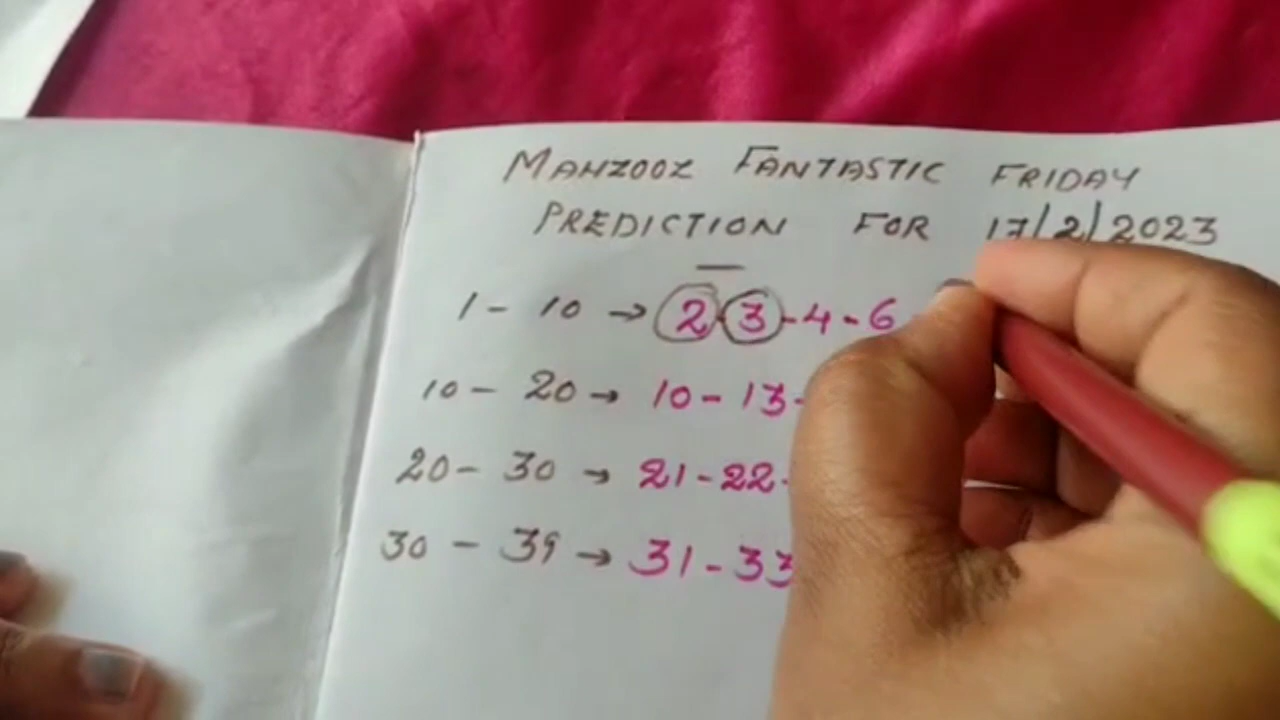 MAHZOOZ FANTASTIC FRIDAY
PREDICTION FOR 17/2/2023
1 - 10 → 2-3-4-6-
10 - 20 → 10-13-
20 - 30 → 21-22-
30 - 39 → 31-33